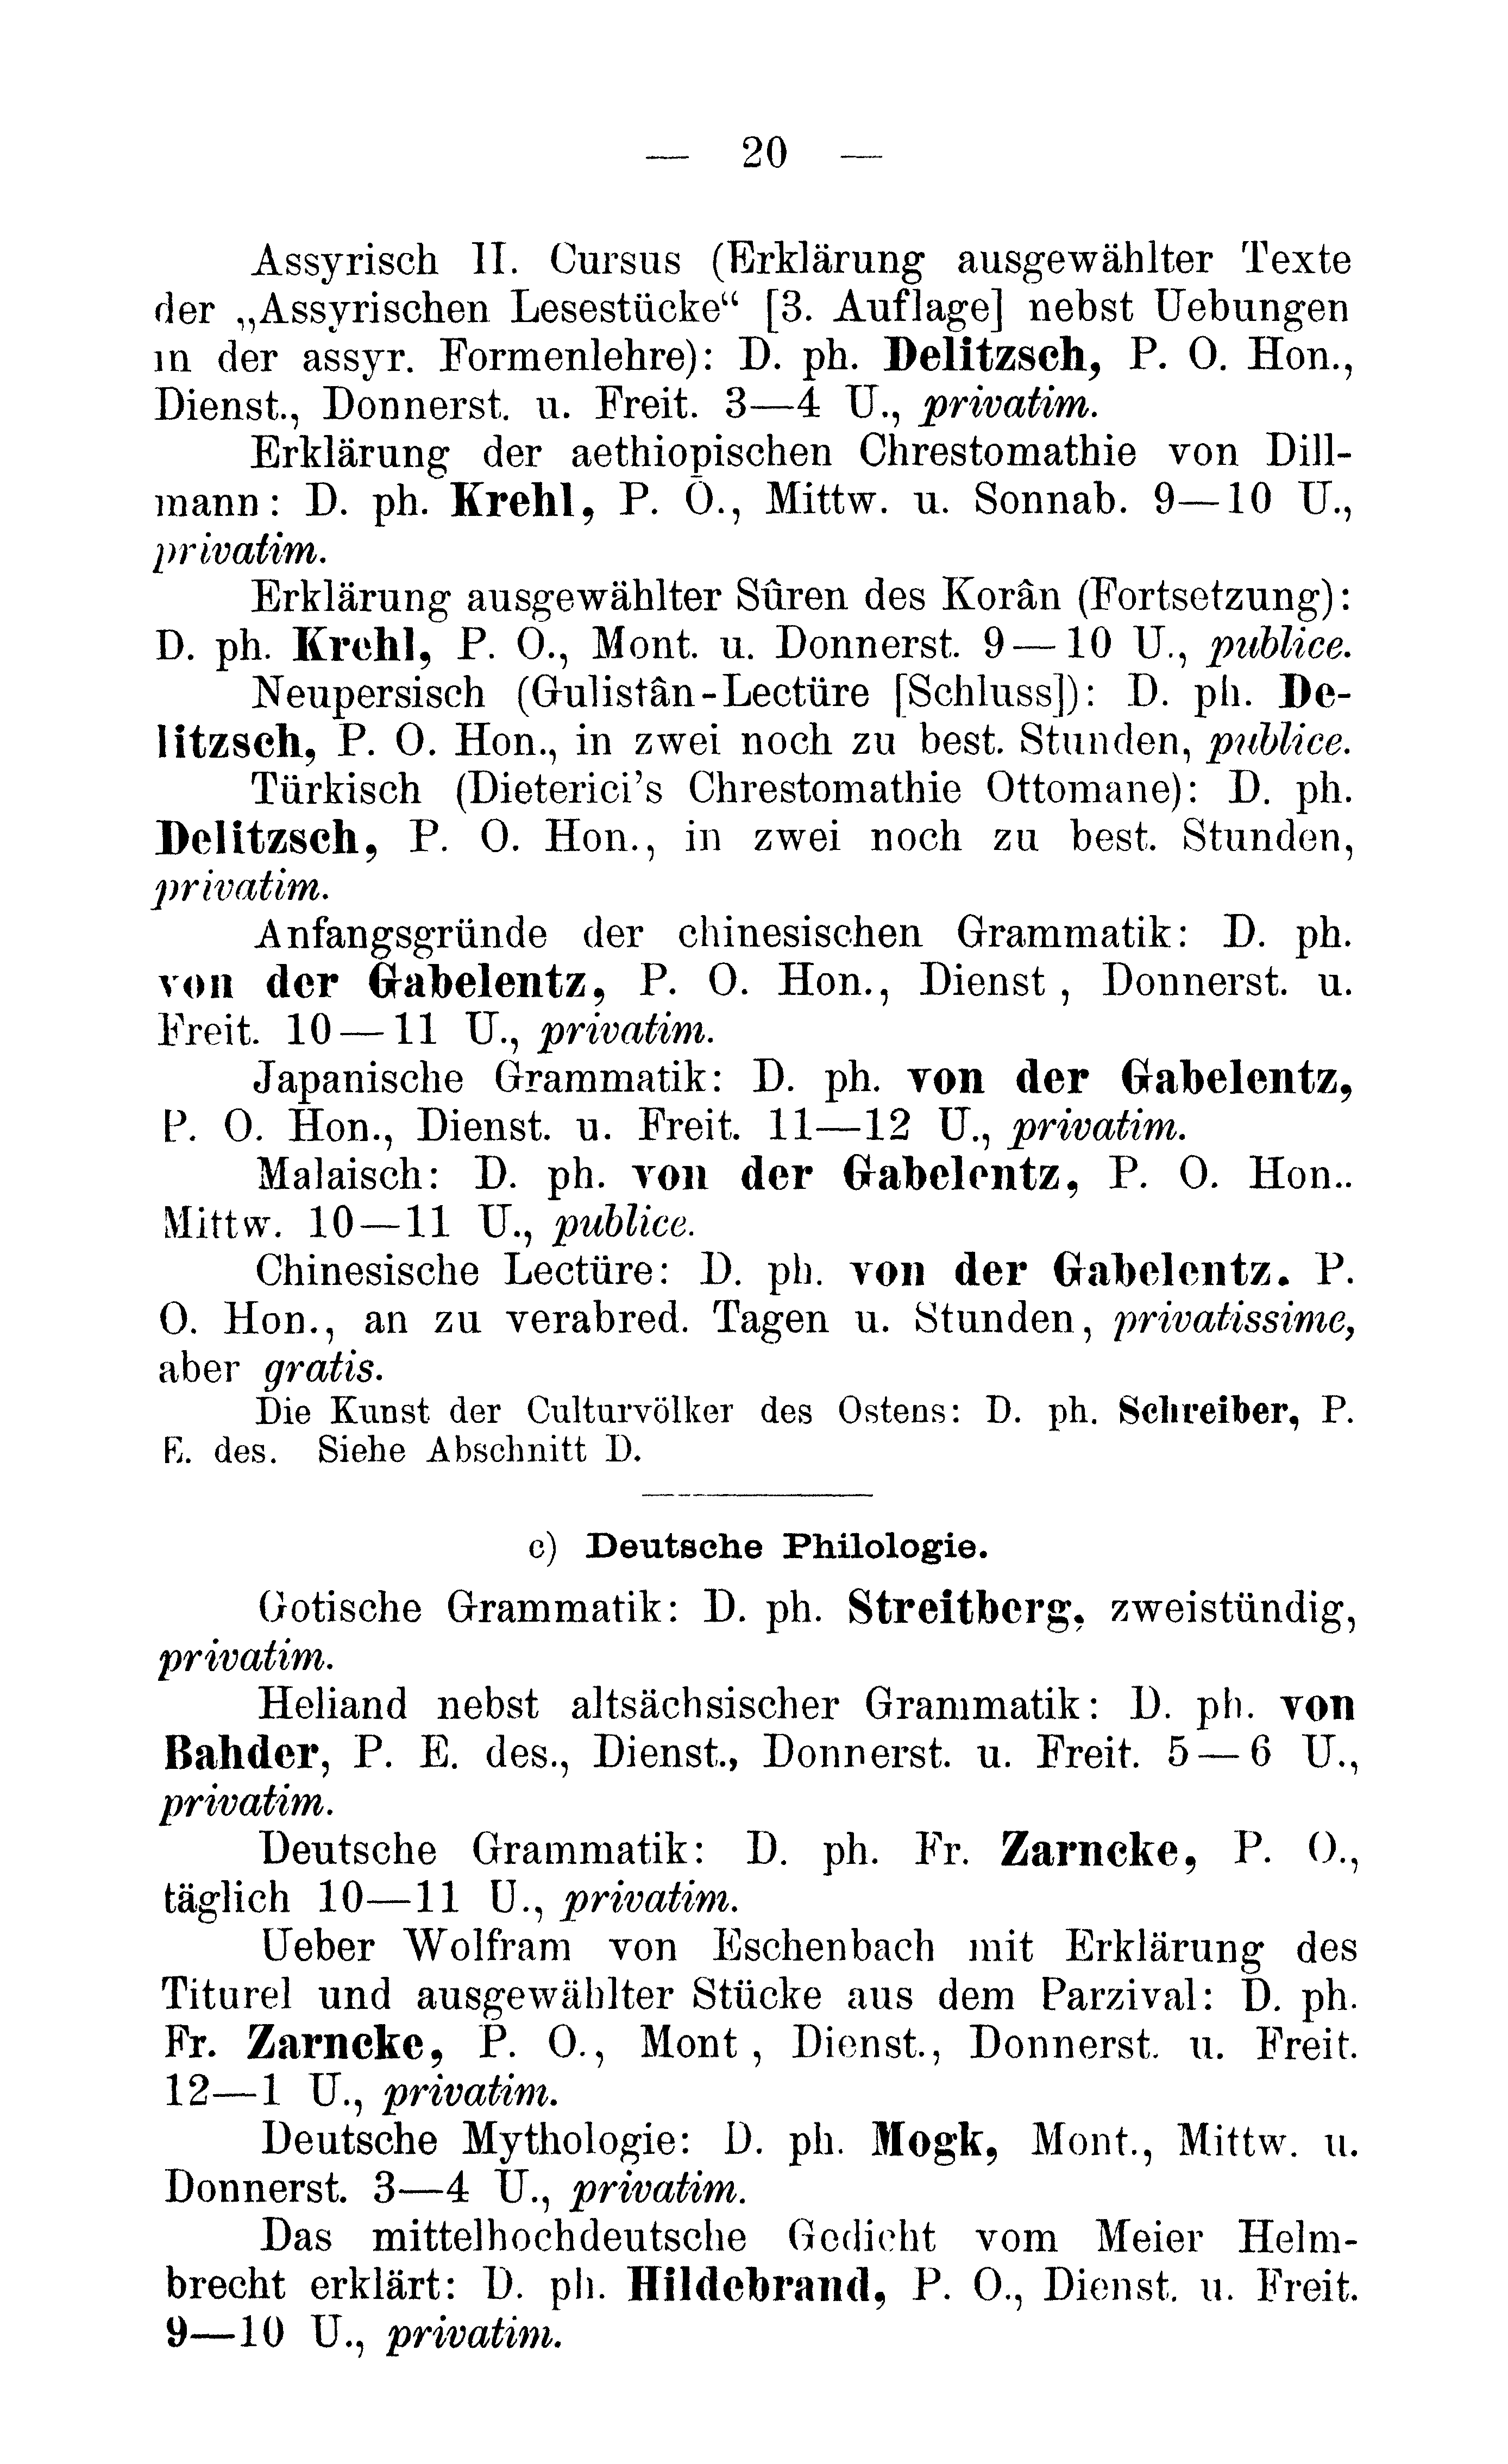 — 20 —
Assyrisch II. Cursus (Erklärung ausgewählter Texte
der „Assyrischen Lesestücke“ [3. Auflage] nebst Uebungen
in der assyr. Formenlehre): D. ph. Delitzsch, P. O. Hon.,
Dienst., Donnerst. u. Freit. 3—4 U., privatim.
Erklärung der aethiopischen Chrestomathie von Dill-
mann: D. ph. Krehl, P. O., Mittw. u. Sonnab. 9—10 U.,
privatim.
Erklärung ausgewählter Sûren des Korân (Fortsetzung):
D. ph. Krehl, P. O., Mont. u. Donnerst. 9—10 U., publice.
Neupersisch (Gulistân-Lectüre [Schluss]): D. ph. De-
litzsch, P. O. Hon., in zwei noch zu best. Stunden, publice.
Türkisch (Dieterici's Chrestomathie Ottomane): D. ph.
Delitzsch, P. O. Hon., in zwei noch zu best. Stunden,
privatim.
Anfangsgründe der chinesischen Grammatik: D. ph.
von der Gabelentz, P. O. Hon., Dienst, Donnerst. u.
Freit. 10—11 U., privatim.
Japanische Grammatik: D. ph. von der Gabelentz,
P. O. Hon., Dienst. u. Freit. 11—12 U., privatim.
Malaisch: D. ph. von der Gabelentz, P. O. Hon..
Mittw. 10—11 U., publice.
Chinesische Lectüre: D. ph. von der Gabelentz. P.
O. Hon., an zu verabred. Tagen u. Stunden, privatissime,
aber gratis.
Die Kunst der Culturvölker des Ostens: D. ph. Schreiber, P.
E. des. Siehe Abschnitt D.
c) Deutsche Philologie.
Gotische Grammatik: D. ph. Streitberg, zweistündig,
privatim.
Heliand nebst altsächsischer Grammatik: D. ph. von
Bahder, P. E. des., Dienst., Donnerst. u. Freit. 5—6 U.,
privatim.
Deutsche Grammatik: D. ph. Fr. Zarncke, P. O.,
täglich 10—11 U., privatim.
Ueber Wolfram von Eschenbach mit Erklärung des
Titurel und ausgewählter Stücke aus dem Parzival: D. ph.
Fr. Zarncke, P. O., Mont, Dienst., Donnerst. u. Freit.
12—1 U., privatim.
Deutsche Mythologie: D. ph. Mogk, Mont., Mittw. u.
Donnerst. 3—4 U., privatim.
Das mittelhochdeutsche Gedicht vom Meier Helm-
brecht erklärt: D. ph. Hildebrand, P. O., Dienst. u. Freit.
9—10 U., privatim.